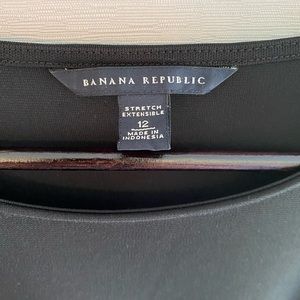 BANANA REPUBLIC
STRETCH
EXTENSIBLE
12
MADE IN
INDONESIA